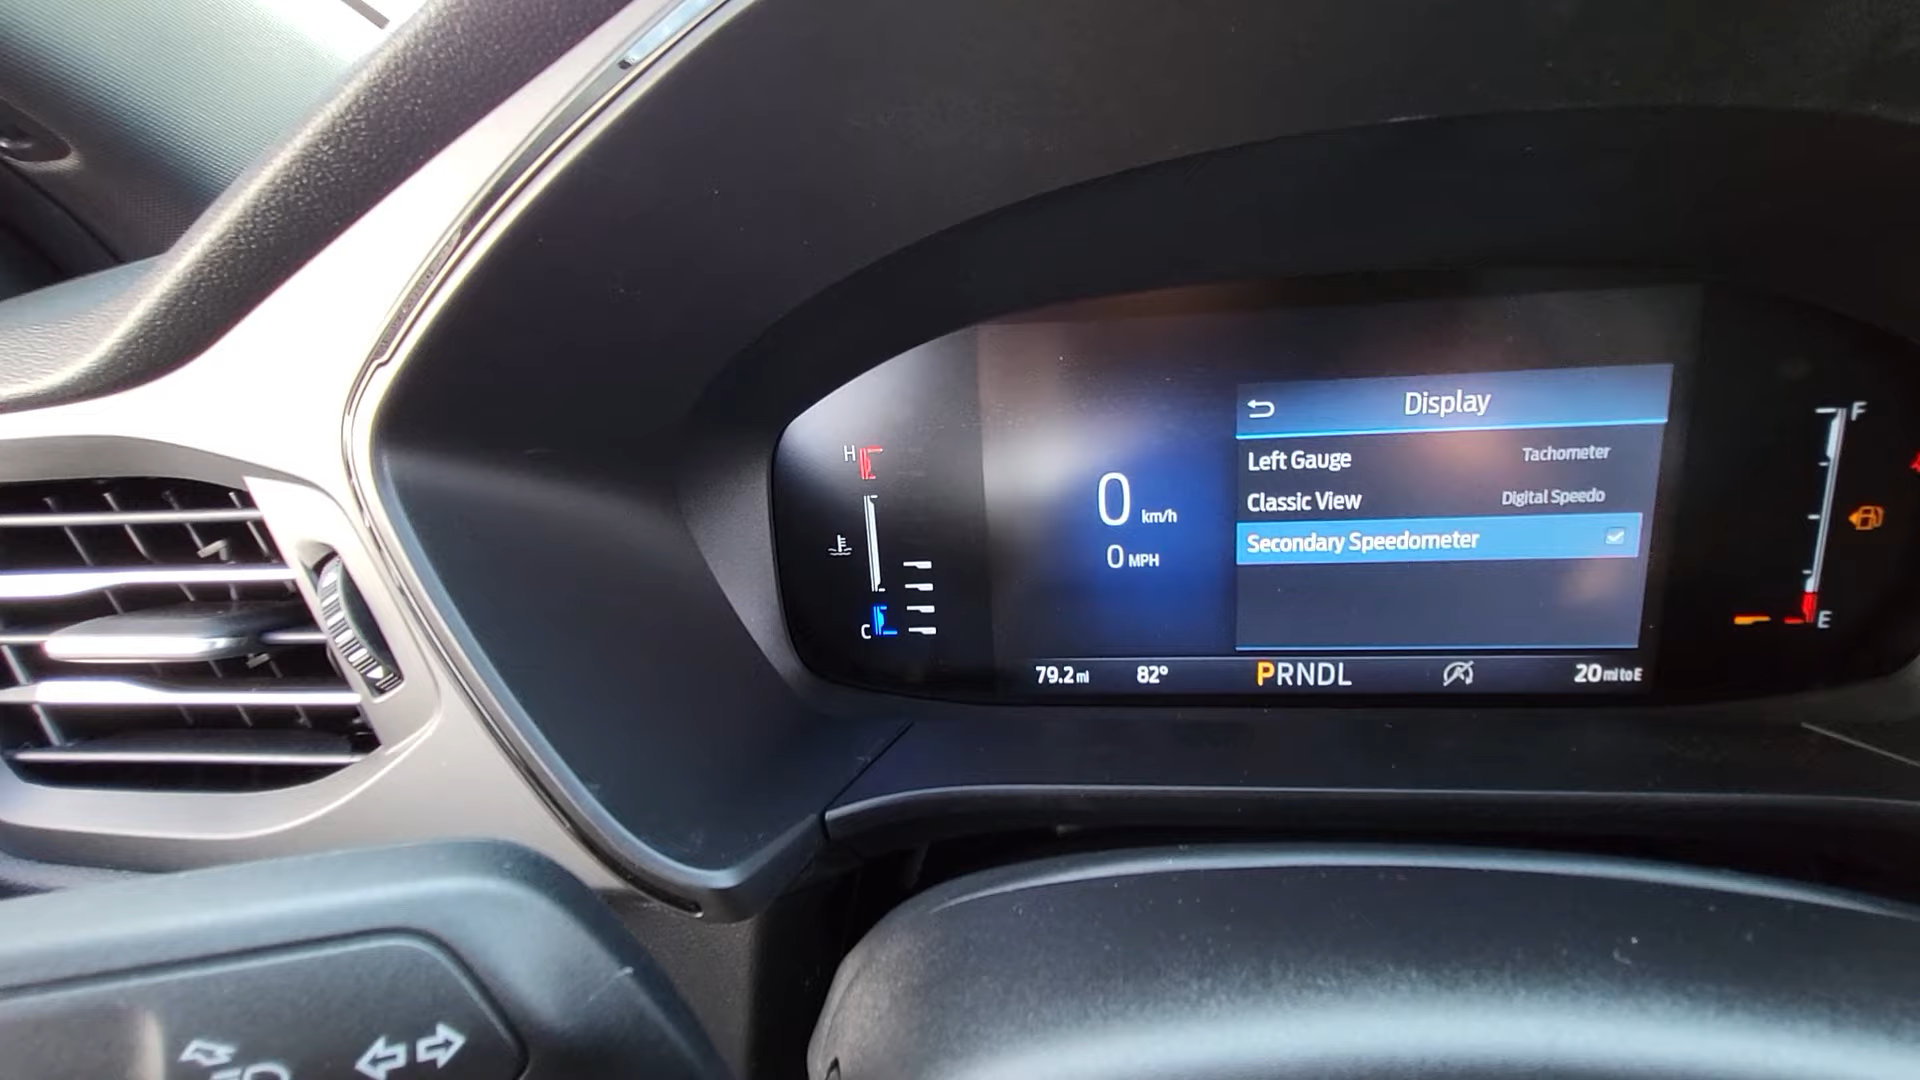 Display
Left Gauge Tachometer
Classic View Digital Speedo
Secondary Speedometer
0 km/h
0 MPH
H
C
F
E
79.2 mi 82° PRNDL 20 mi to E